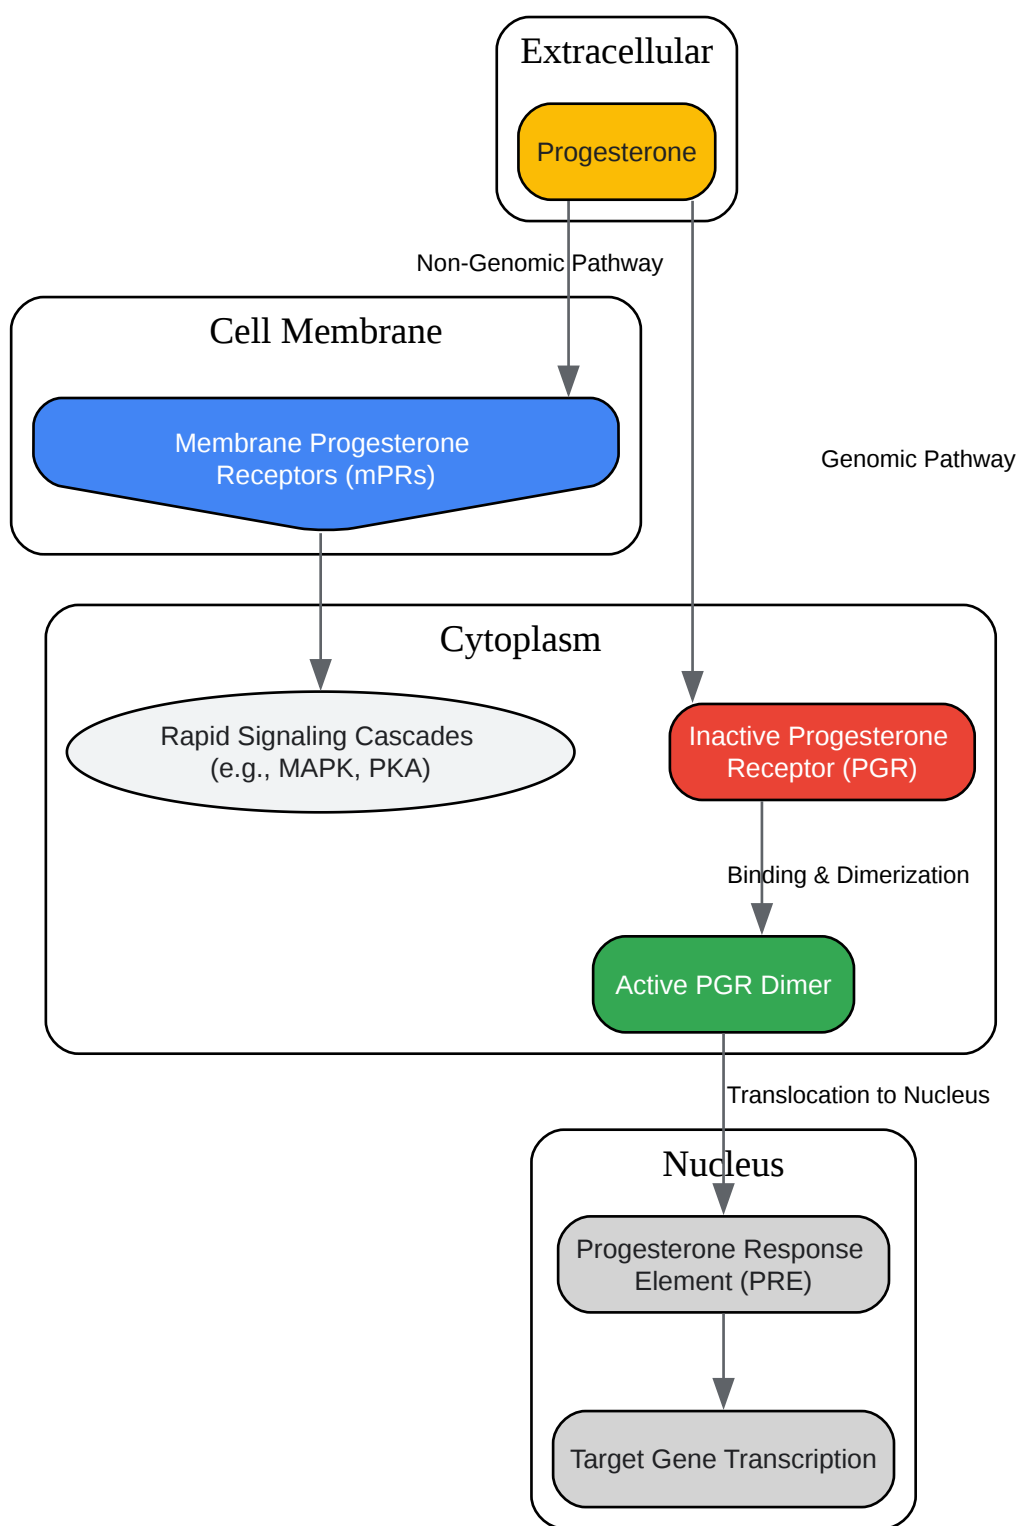 Extracellular
Progesterone
Non-Genomic Pathway
Cell Membrane
Membrane Progesterone
Receptors (mPRs)
Genomic Pathway
Cytoplasm
Rapid Signaling Cascades
(e.g., MAPK, PKA)
Inactive Progesterone
Receptor (PGR)
Binding & Dimerization
Active PGR Dimer
Translocation to Nucleus
Nucleus
Progesterone Response
Element (PRE)
Target Gene Transcription